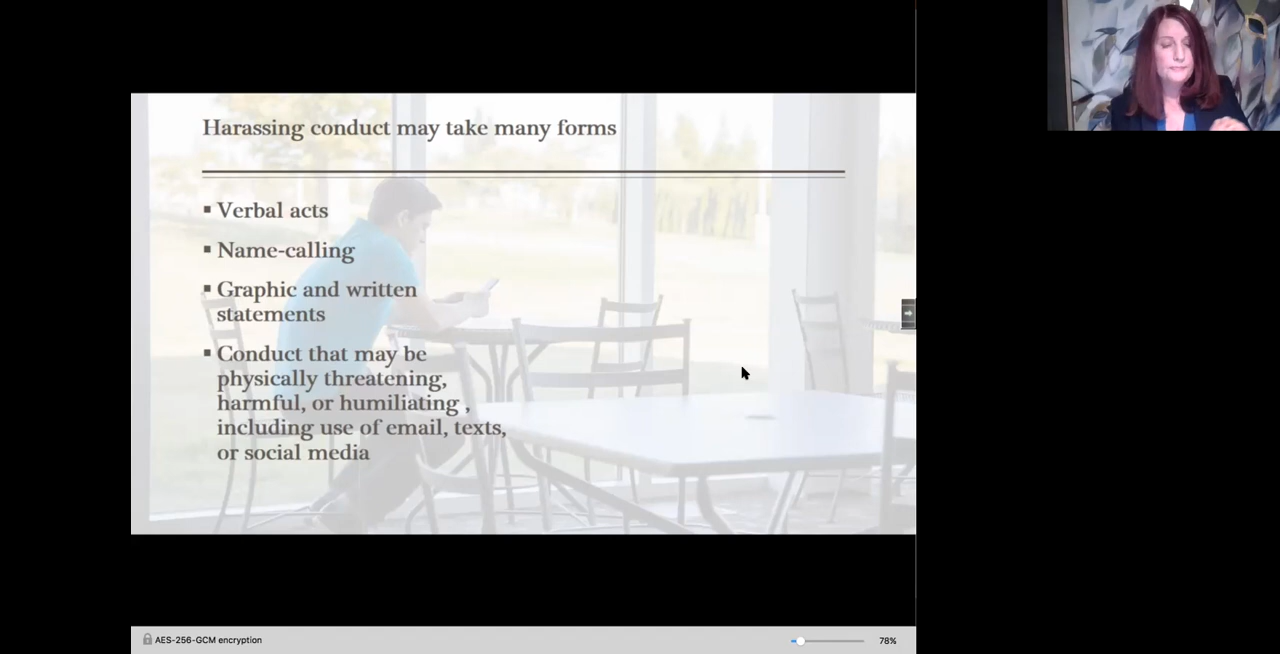 Harassing conduct may take many forms
▪ Verbal acts
▪ Name-calling
▪ Graphic and written
statements
▪ Conduct that may be
physically threatening,
harmful, or humiliating ,
including use of email, texts,
or social media
AES-256-GCM encryption
78%